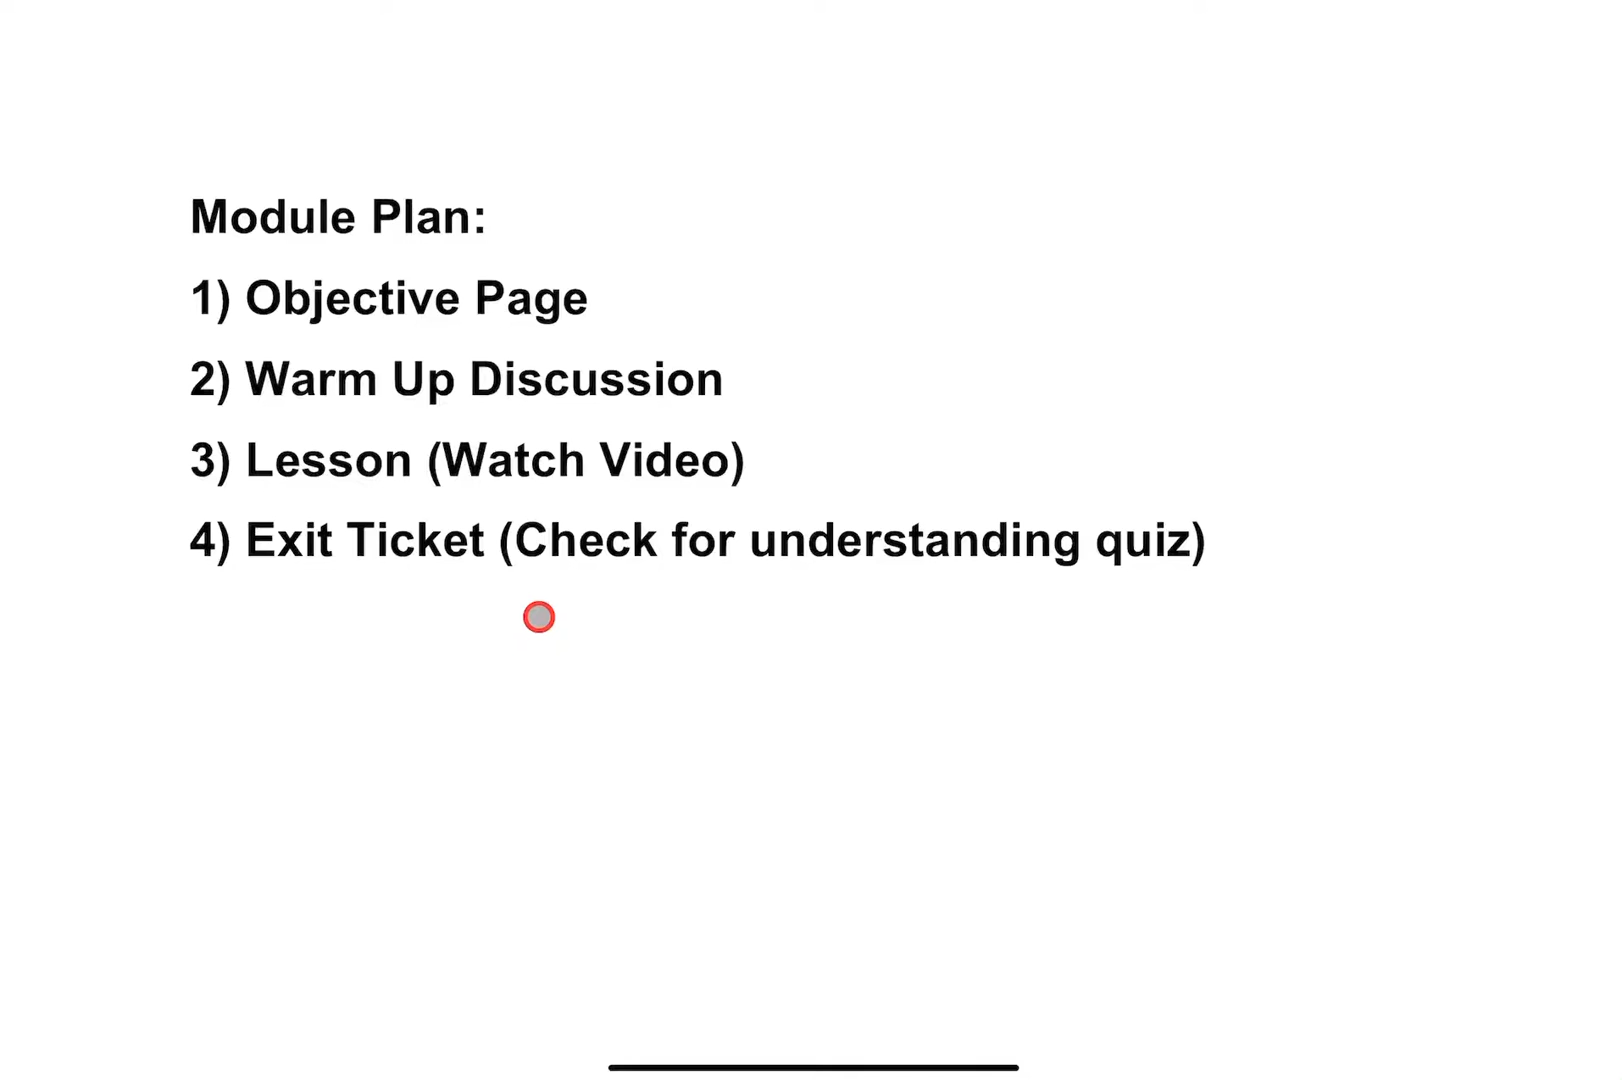 Module Plan:
1) Objective Page
2) Warm Up Discussion
3) Lesson (Watch Video)
4) Exit Ticket (Check for understanding quiz)